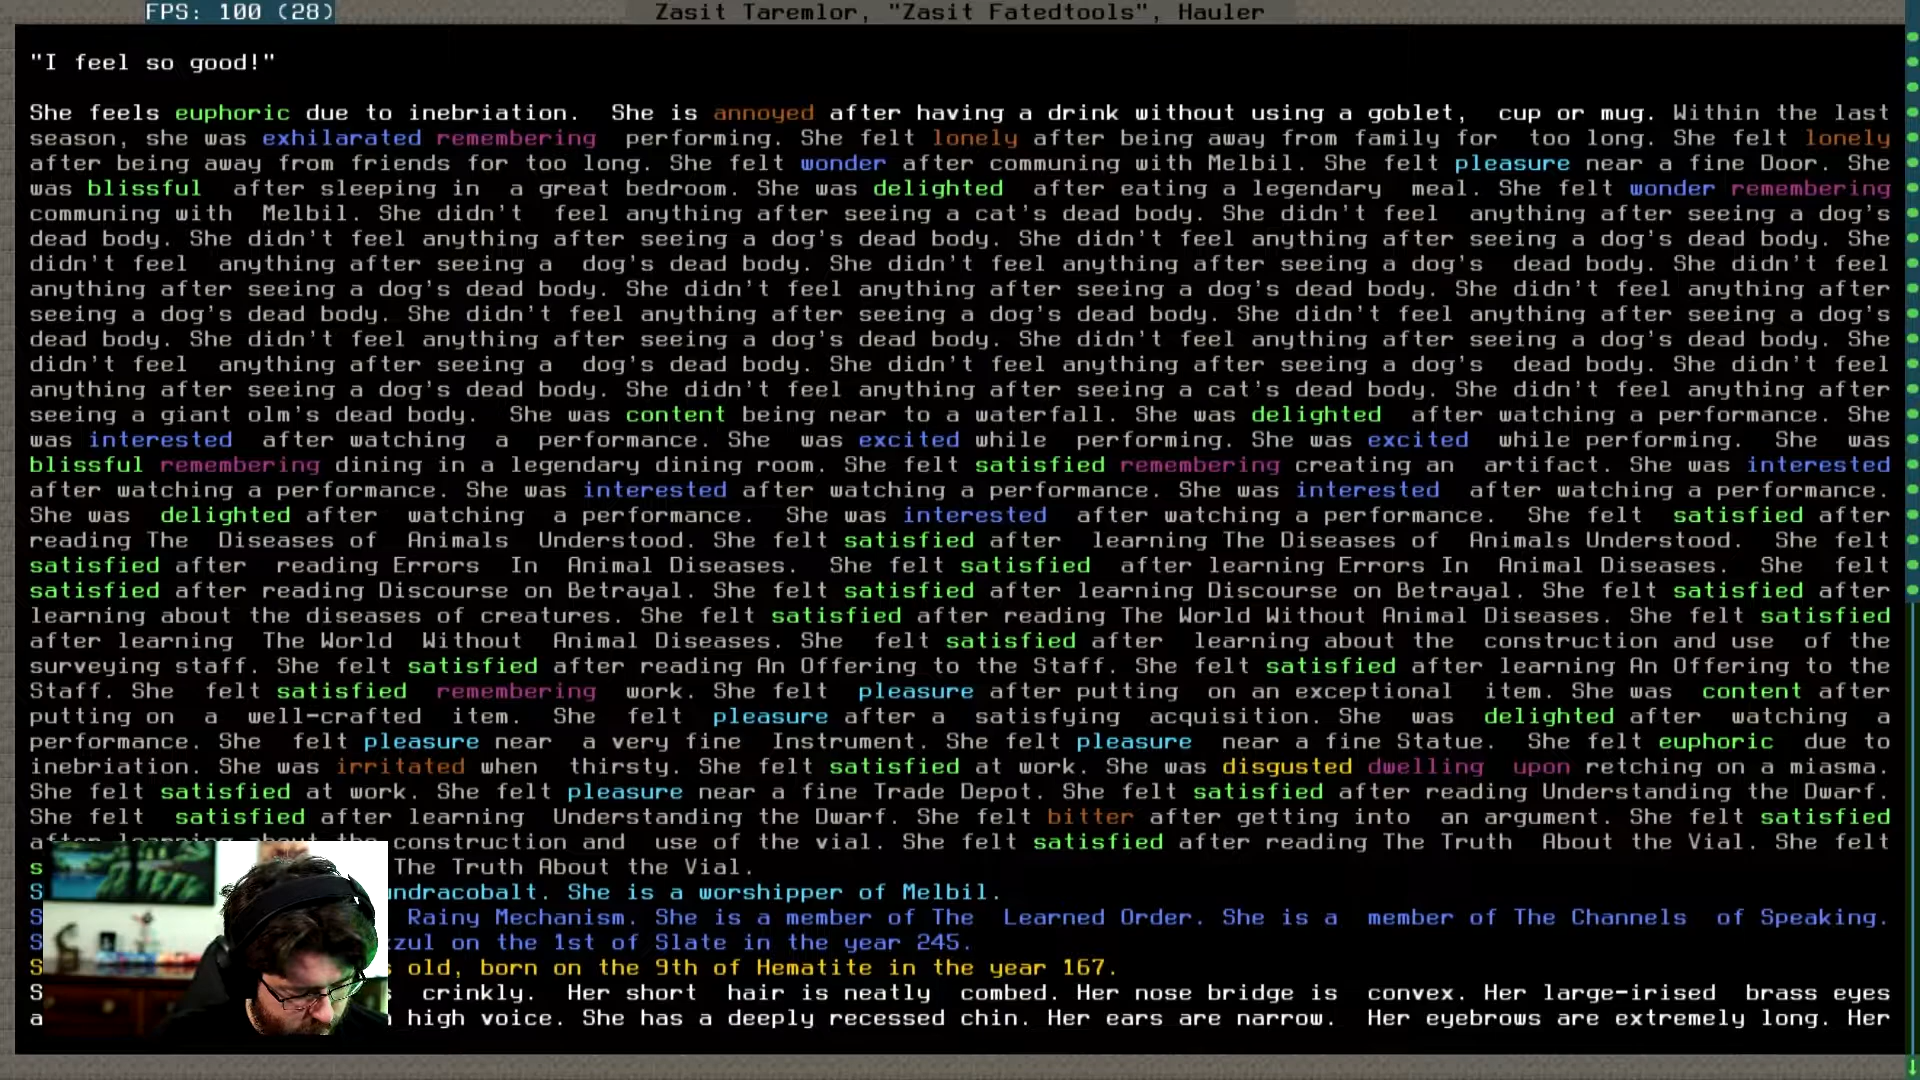 FPS: 100 (28)
Zasit Taremlor, "Zasit Fatedtools", Hauler
"I feel so good!"
She feels euphoric due to inebriation. She is annoyed after having a drink without using a goblet, cup or mug. Within the last
season, she was exhilarated remembering performing. She felt lonely after being away from family for too long. She felt lonely
after being away from friends for too long. She felt wonder after communing with Melbil. She felt pleasure near a fine Door. She
was blissful after sleeping in a great bedroom. She was delighted after eating a legendary meal. She felt wonder remembering
communing with Melbil. She didn't feel anything after seeing a cat's dead body. She didn't feel anything after seeing a dog's
dead body. She didn't feel anything after seeing a dog's dead body. She didn't feel anything after seeing a dog's dead body. She
didn't feel anything after seeing a dog's dead body. She didn't feel anything after seeing a dog's dead body. She didn't feel
anything after seeing a dog's dead body. She didn't feel anything after seeing a dog's dead body. She didn't feel anything after
seeing a dog's dead body. She didn't feel anything after seeing a dog's dead body. She didn't feel anything after seeing a dog's
dead body. She didn't feel anything after seeing a dog's dead body. She didn't feel anything after seeing a dog's dead body. She
didn't feel anything after seeing a dog's dead body. She didn't feel anything after seeing a dog's dead body. She didn't feel
anything after seeing a dog's dead body. She didn't feel anything after seeing a cat's dead body. She didn't feel anything after
seeing a giant olm's dead body. She was content being near to a waterfall. She was delighted after watching a performance. She
was interested after watching a performance. She was excited while performing. She was excited while performing. She was
blissful remembering dining in a legendary dining room. She felt satisfied remembering creating an artifact. She was interested
after watching a performance. She was interested after watching a performance. She was interested after watching a performance.
She was delighted after watching a performance. She was interested after watching a performance. She felt satisfied after
reading The Diseases of Animals Understood. She felt satisfied after learning The Diseases of Animals Understood. She felt
satisfied after reading Errors In Animal Diseases. She felt satisfied after learning Errors In Animal Diseases. She felt
satisfied after reading Discourse on Betrayal. She felt satisfied after learning Discourse on Betrayal. She felt satisfied after
learning about the diseases of creatures. She felt satisfied after reading The World Without Animal Diseases. She felt satisfied
after learning The World Without Animal Diseases. She felt satisfied after learning about the construction and use of the
surveying staff. She felt satisfied after reading An Offering to the Staff. She felt satisfied after learning An Offering to the
Staff. She felt satisfied remembering work. She felt pleasure after putting on an exceptional item. She was content after
putting on a well-crafted item. She felt pleasure after a satisfying acquisition. She was delighted after watching a
performance. She felt pleasure near a very fine Instrument. She felt pleasure near a fine Statue. She felt euphoric due to
inebriation. She was irritated when thirsty. She felt satisfied at work. She was disgusted dwelling upon retching on a miasma.
She felt satisfied at work. She felt pleasure near a fine Trade Depot. She felt satisfied after reading Understanding the Dwarf.
She felt satisfied after learning Understanding the Dwarf. She felt bitter after getting into an argument. She felt satisfied
after learning about the construction and use of the vial. She felt satisfied after reading The Truth About the Vial. She felt
The Truth About the Vial.
She is a worshipper of Melbil.
Rainy Mechanism. She is a member of The Learned Order. She is a member of The Channels of Speaking.
on the 1st of Slate in the year 245.
old, born on the 9th of Hematite in the year 167.
crinkly. Her short hair is neatly combed. Her nose bridge is convex. Her large-irised brass eyes
high voice. She has a deeply recessed chin. Her ears are narrow. Her eyebrows are extremely long. Her